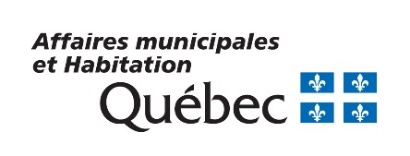 Affaires municipales
et Habitation
Québec